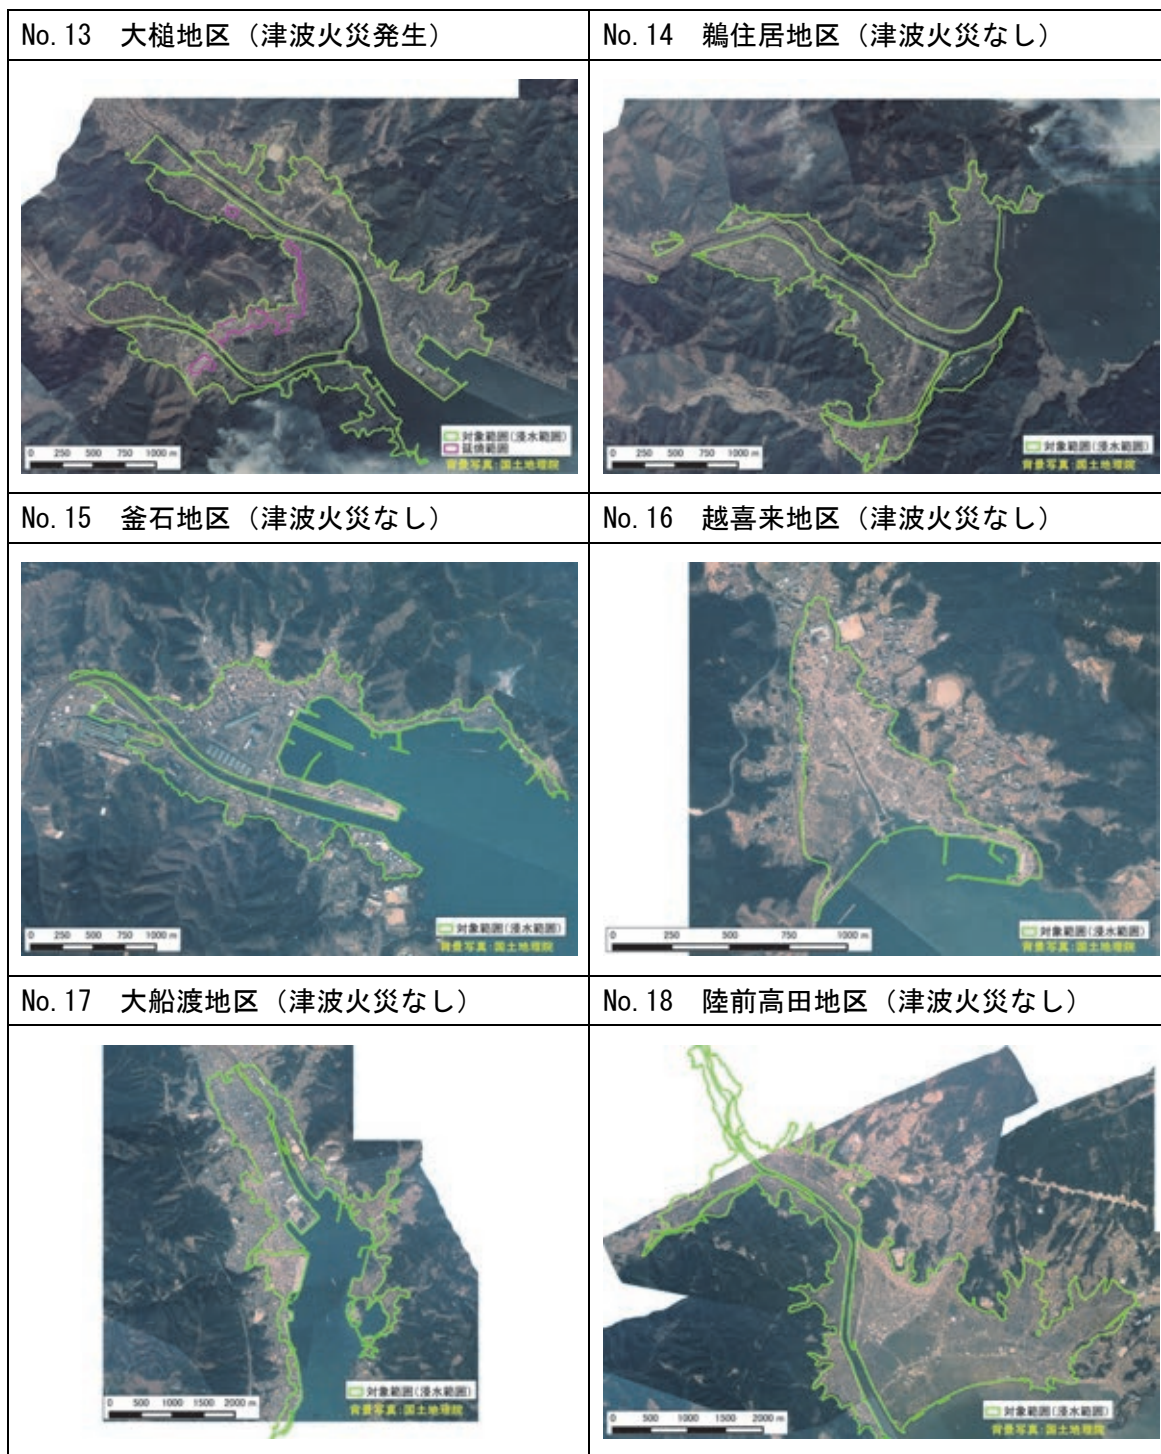 No.13　大槌地区（津波火災発生）
No.14　鵜住居地区（津波火災なし）
対象範囲(浸水範囲)
延焼範囲
背景写真:国土地理院
0 250 500 750 1000 m
対象範囲(浸水範囲)
背景写真:国土地理院
0 250 500 750 1000 m
No.15　釜石地区（津波火災なし）
No.16　越喜来地区（津波火災なし）
対象範囲(浸水範囲)
背景写真:国土地理院
0 250 500 750 1000 m
対象範囲(浸水範囲)
背景写真:国土地理院
0 250 500 750 1000 m
No.17　大船渡地区（津波火災なし）
No.18　陸前高田地区（津波火災なし）
対象範囲(浸水範囲)
背景写真:国土地理院
0 500 1000 1500 2000 m
対象範囲(浸水範囲)
背景写真:国土地理院
0 500 1000 1500 2000 m